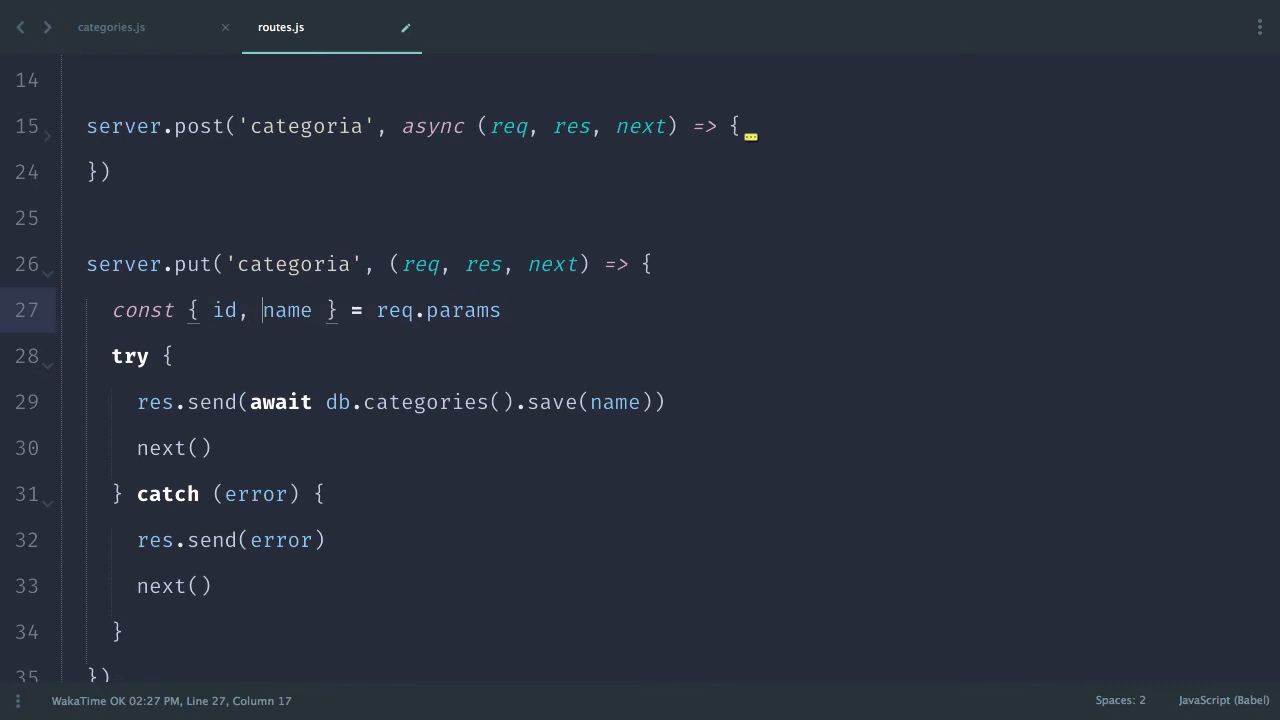 categories.js × routes.js
14
15 server.post('categoria', async (req, res, next) => {
24 })
25
26 server.put('categoria', (req, res, next) => {
27 const { id, name } = req.params
28 try {
29 res.send(await db.categories().save(name))
30 next()
31 } catch (error) {
32 res.send(error)
33 next()
34 }
35 })
WakaTime OK 02:27 PM, Line 27, Column 17 Spaces: 2 JavaScript (Babel)